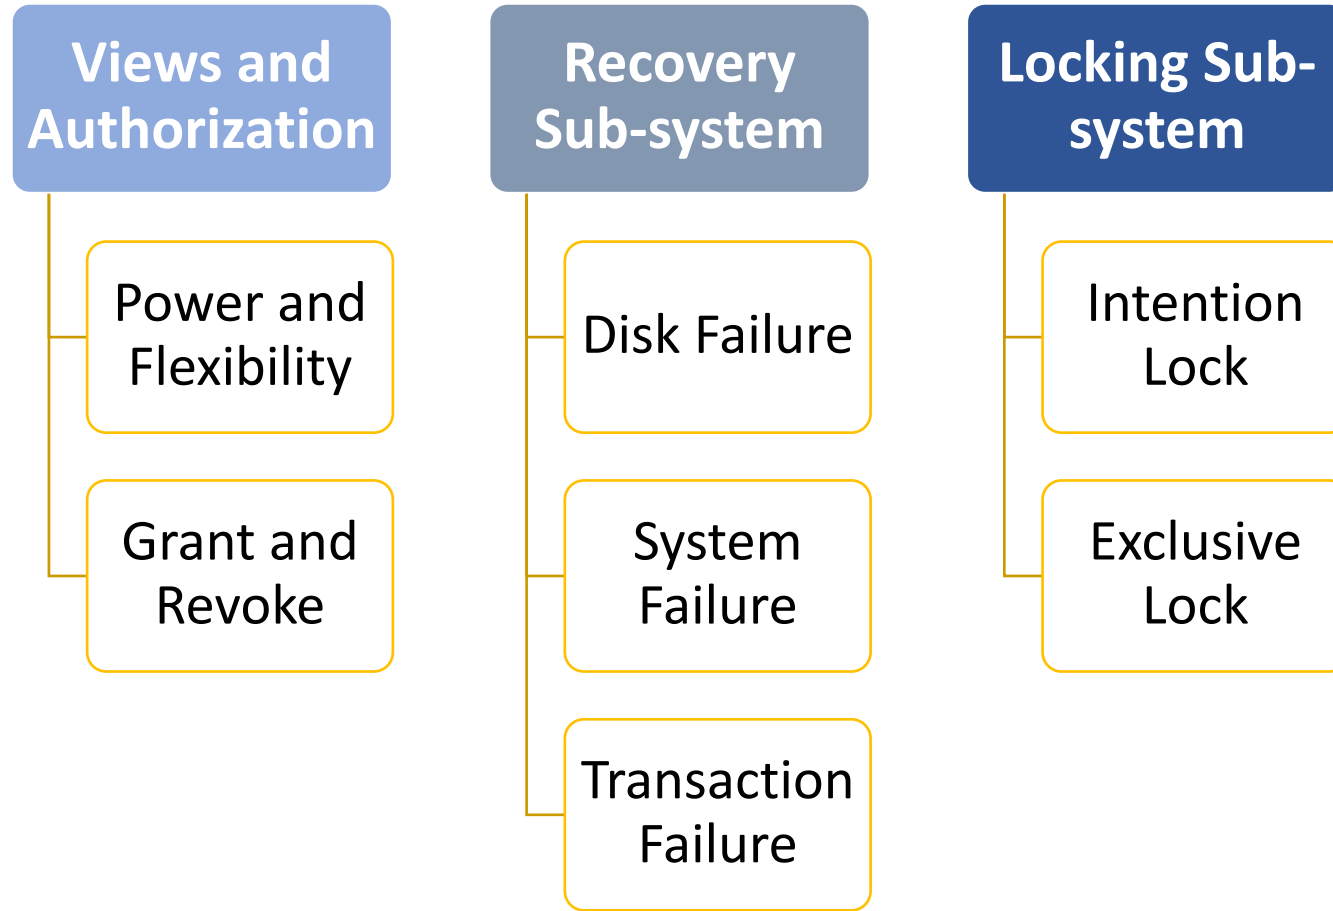 Views and
Authorization
Power and
Flexibility
Grant and
Revoke
Recovery
Sub-system
Disk Failure
System
Failure
Transaction
Failure
Locking Sub-
system
Intention
Lock
Exclusive
Lock